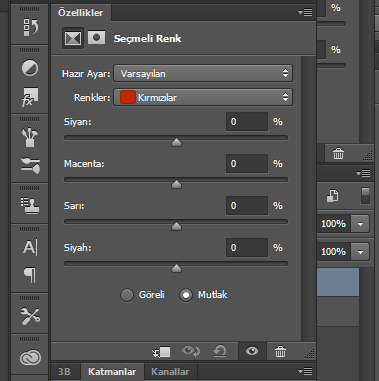 Özellikler
Seçmeli Renk
Hazır Ayar: Varsayılan
Renkler: Kırmızılar
Siyan: 0 %
Macenta: 0 %
Sarı: 0 %
Siyah: 0 %
Göreli Mutlak
100%
100%
3B Katmanlar Kanallar